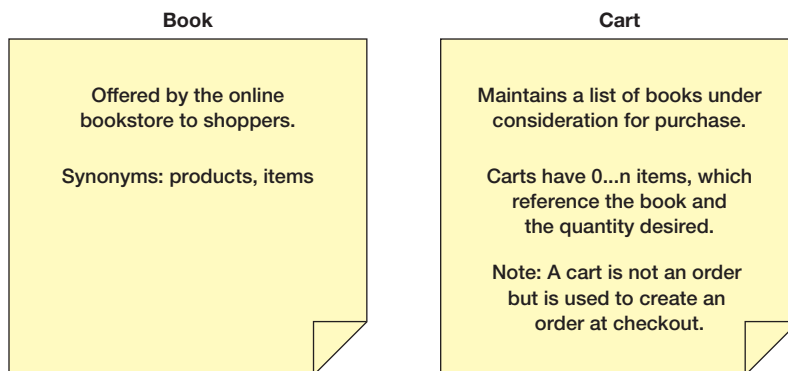 Book
Offered by the online
bookstore to shoppers.
Synonyms: products, items
Cart
Maintains a list of books under
consideration for purchase.
Carts have 0...n items, which
reference the book and
the quantity desired.
Note: A cart is not an order
but is used to create an
order at checkout.